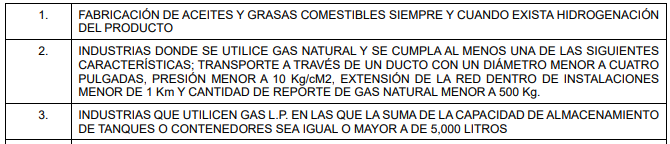 1. FABRICACIÓN DE ACEITES Y GRASAS COMESTIBLES SIEMPRE Y CUANDO EXISTA HIDROGENACIÓN
DEL PRODUCTO
2. INDUSTRIAS DONDE SE UTILICE GAS NATURAL Y SE CUMPLA AL MENOS UNA DE LAS SIGUIENTES
CARACTERÍSTICAS; TRANSPORTE A TRAVÉS DE UN DUCTO CON UN DIÁMETRO MENOR A CUATRO
PULGADAS, PRESIÓN MENOR A 10 Kg/cM2, EXTENSIÓN DE LA RED DENTRO DE INSTALACIONES
MENOR DE 1 Km Y CANTIDAD DE REPORTE DE GAS NATURAL MENOR A 500 Kg.
3. INDUSTRIAS QUE UTILICEN GAS L.P. EN LAS QUE LA SUMA DE LA CAPACIDAD DE ALMACENAMIENTO
DE TANQUES O CONTENEDORES SEA IGUAL O MAYOR A DE 5,000 LITROS